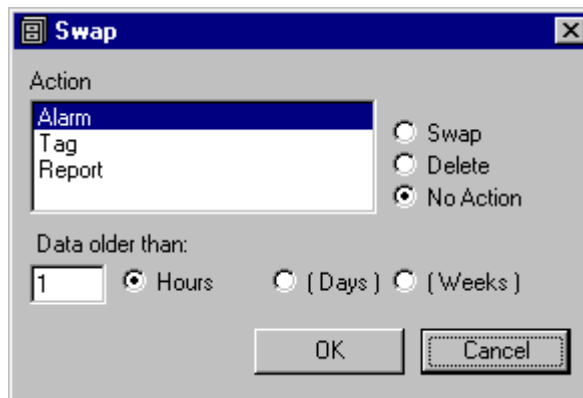 Swap
Action
Alarm
Tag
Report
Swap
Delete
No Action
Data older than:
1 Hours ( Days ) ( Weeks )
OK Cancel